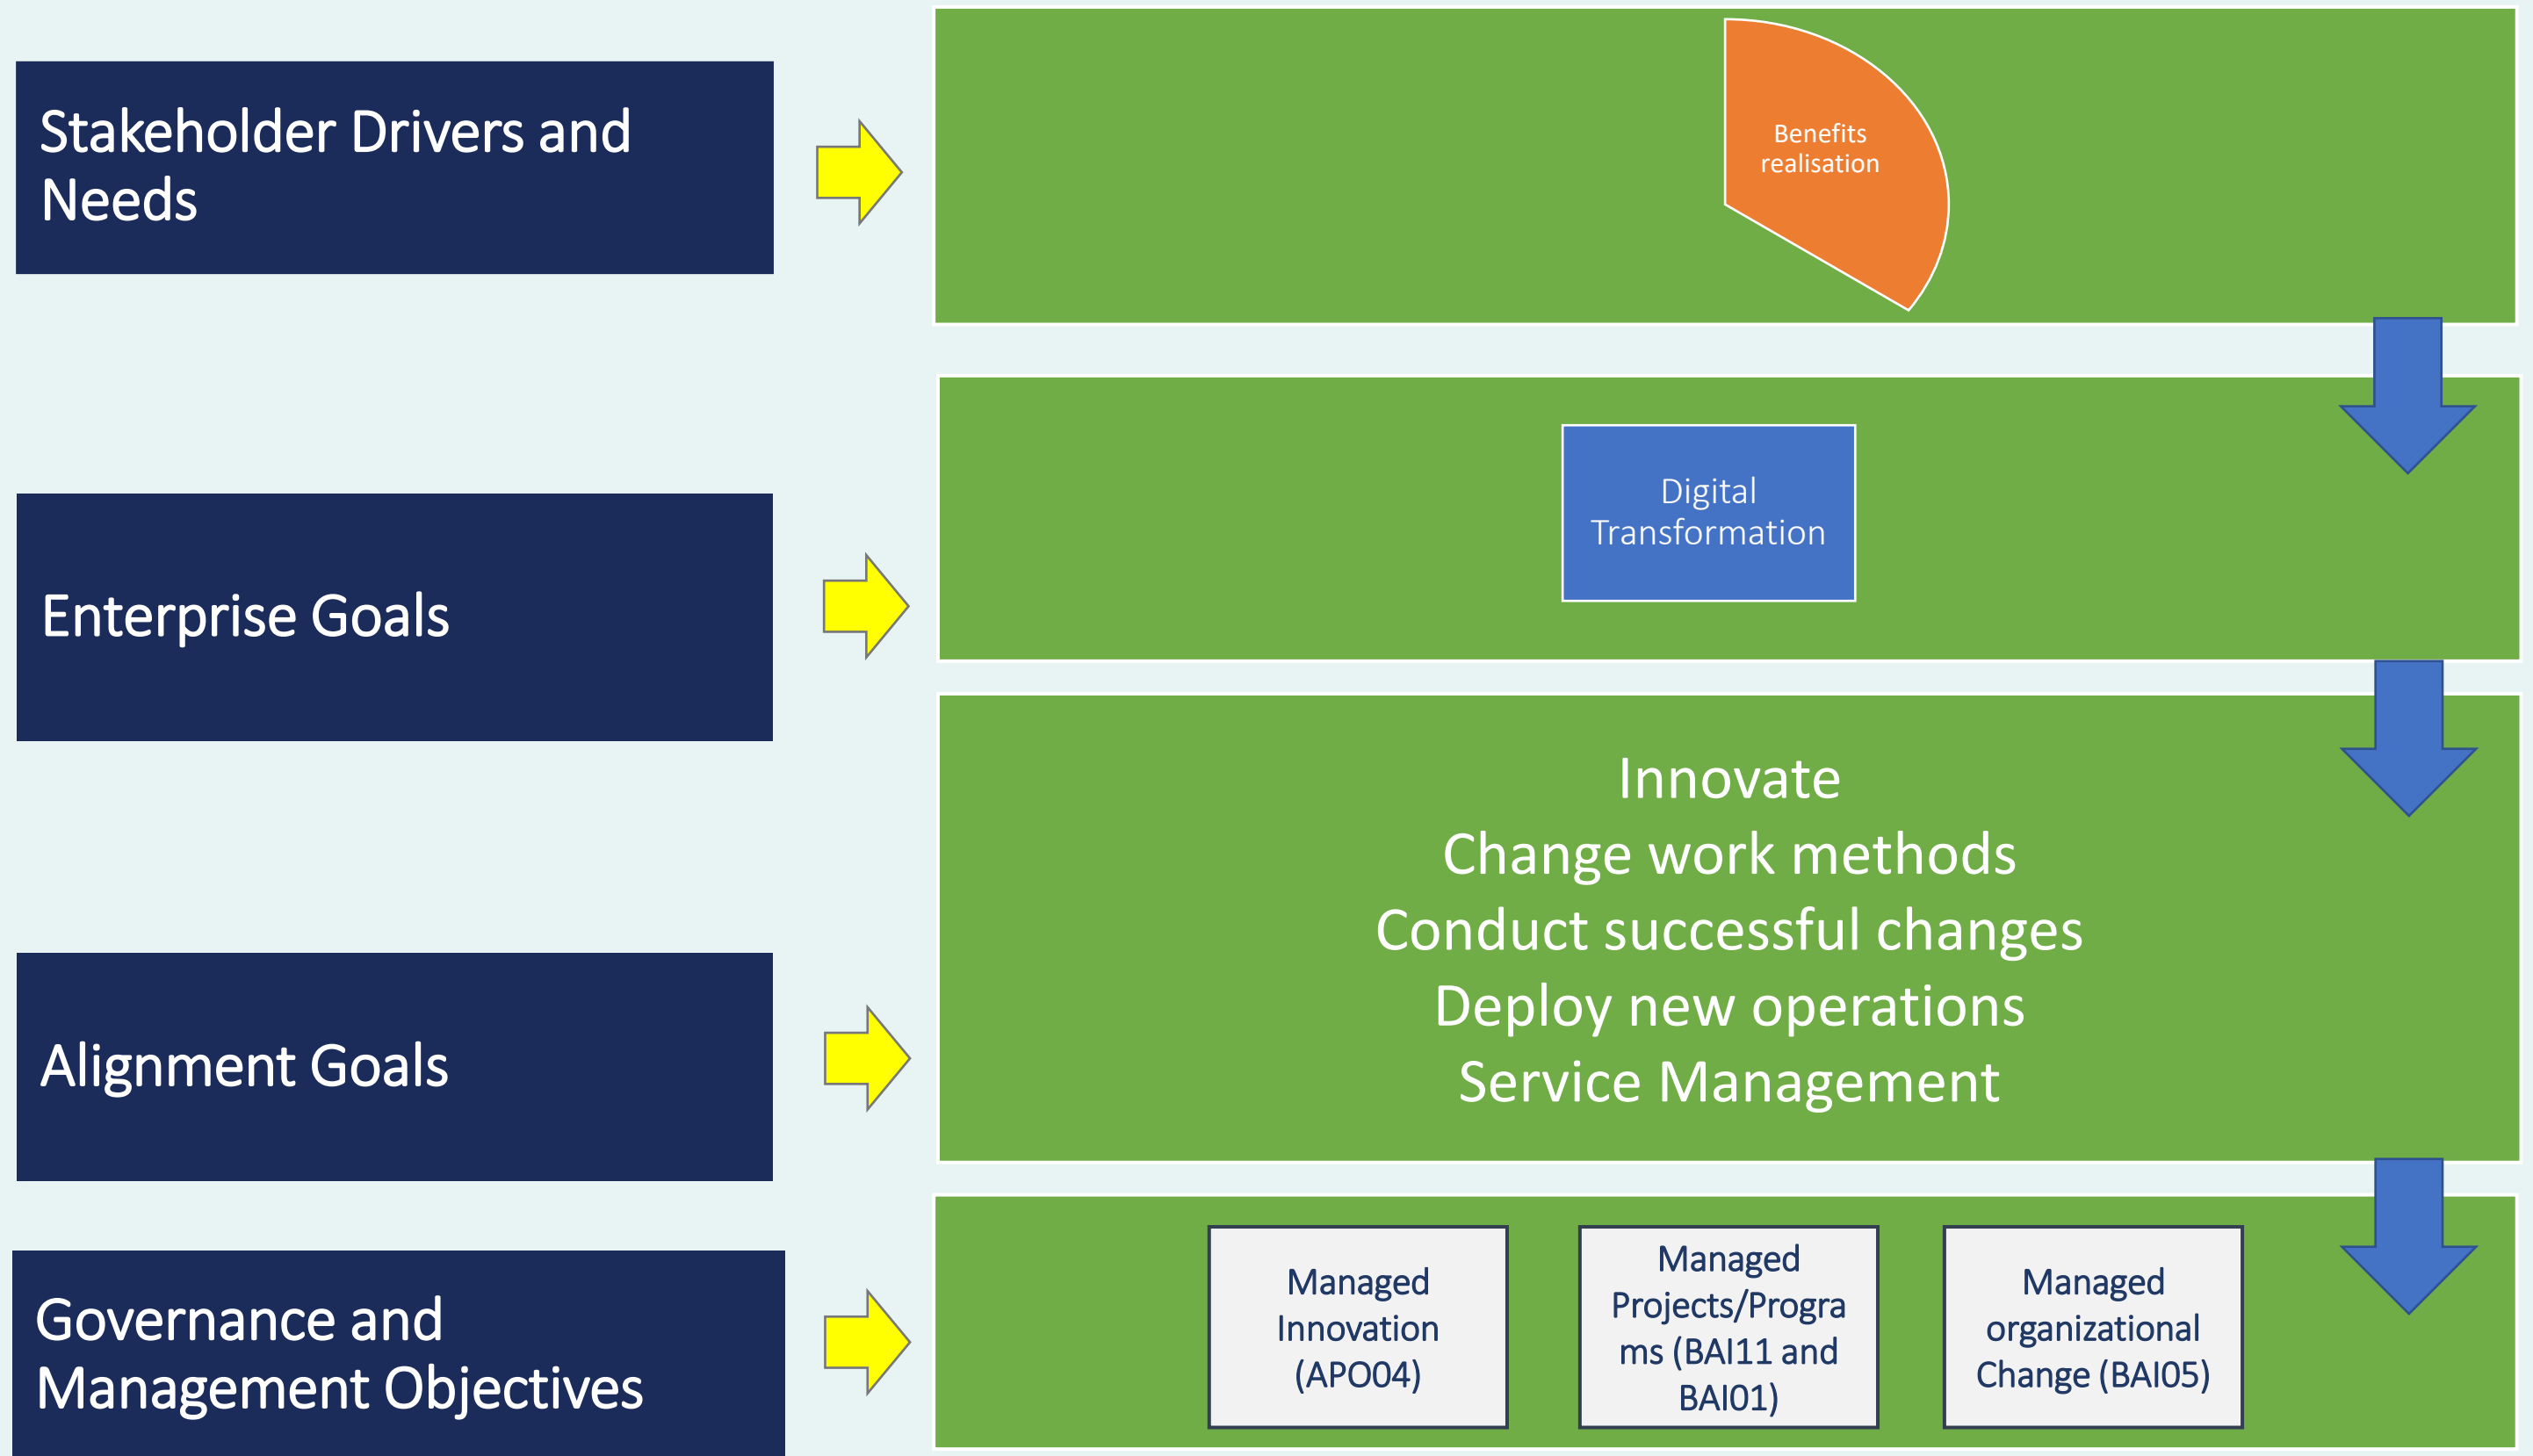 Stakeholder Drivers and
Needs
Benefits
realisation
Enterprise Goals
Digital
Transformation
Alignment Goals
Innovate
Change work methods
Conduct successful changes
Deploy new operations
Service Management
Governance and
Management Objectives
Managed
Innovation
(APO04)
Managed
Projects/Progra
ms (BAI11 and
BAI01)
Managed
organizational
Change (BAI05)